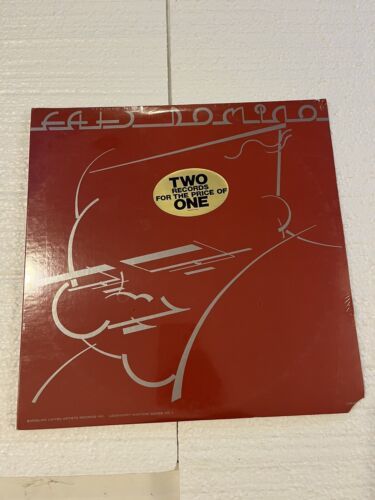 FATS DOMINO
TWO
RECORDS
FOR THE PRICE OF
ONE